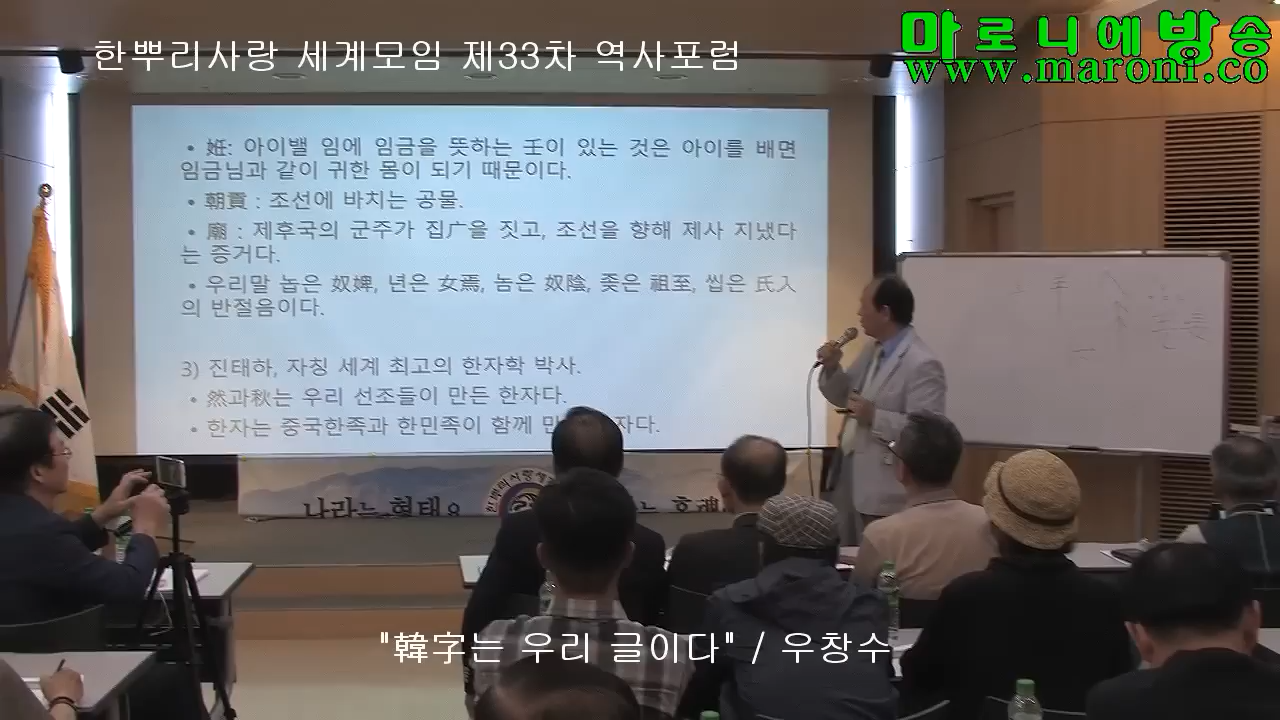 한뿌리사랑 세계모임 제33차 역사포럼
마로니에방송
www.maroni.co
• 姙: 아이밸 임에 임금을 뜻하는 壬이 있는 것은 아이를 배면
임금님과 같이 귀한 몸이 되기 때문이다.
• 朝貢 : 조선에 바치는 공물.
• 廟 : 제후국의 군주가 집广을 짓고, 조선을 향해 제사 지냈다
는 증거다.
• 우리말 놉은 奴婢, 년은 女焉, 놈은 奴陰, 좆은 祖至, 씹은 氏入
의 반절음이다.
3) 진태하, 자칭 세계 최고의 한자학 박사.
• 然과秋는 우리 선조들이 만든 한자다.
• 한자는 중국한족과 한민족이 함께 자다.
나라는 형태요
"韓字는 우리 글이다" / 우창수